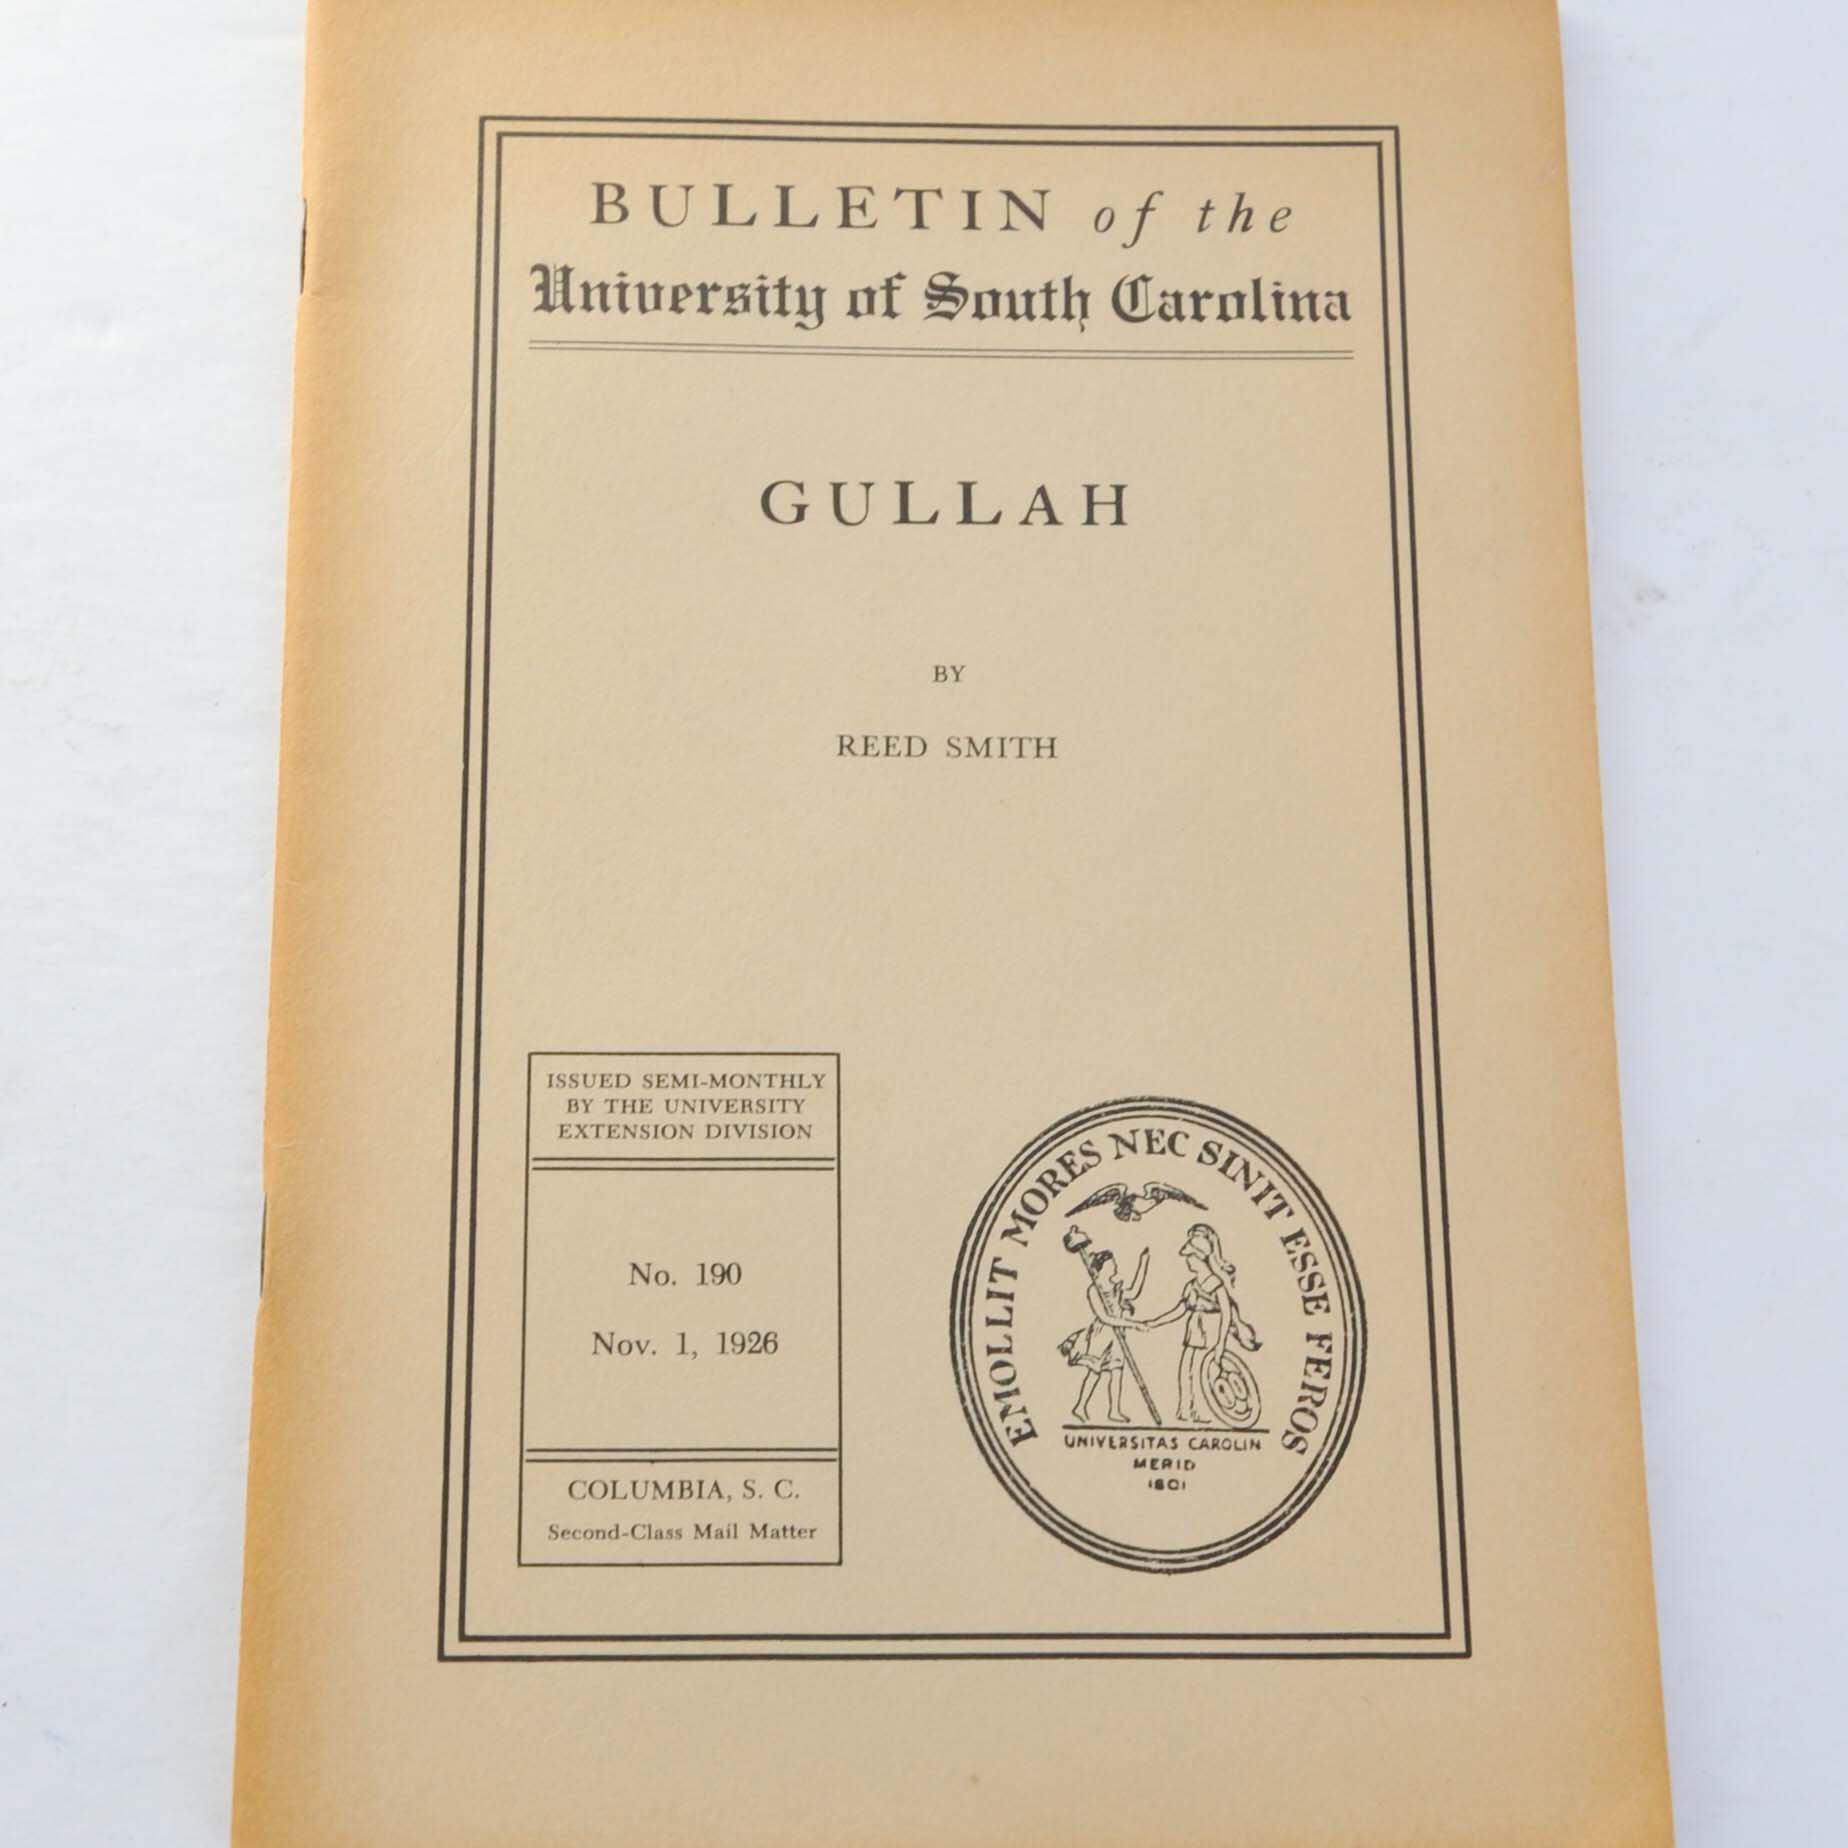 BULLETIN of the
University of South Carolina
GULLAH
BY
REED SMITH
ISSUED SEMI-MONTHLY
BY THE UNIVERSITY
EXTENSION DIVISION
No. 190
Nov. 1, 1926
COLUMBIA, S. C.
Second-Class Mail Matter
EMOLLIT MORES NEC SINIT ESSE FEROS
UNIVERSITAS CAROLIN
MERID
1801